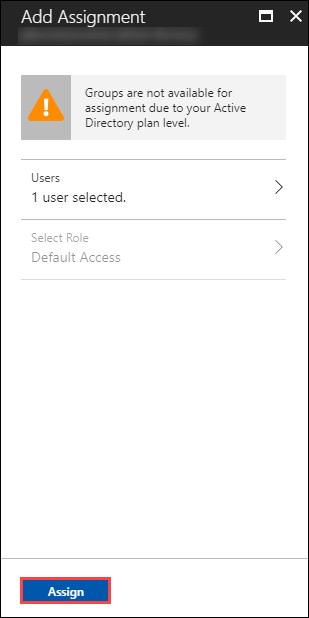 Add Assignment
Groups are not available for
assignment due to your Active
Directory plan level.
Users
1 user selected.
Select Role
Default Access
Assign